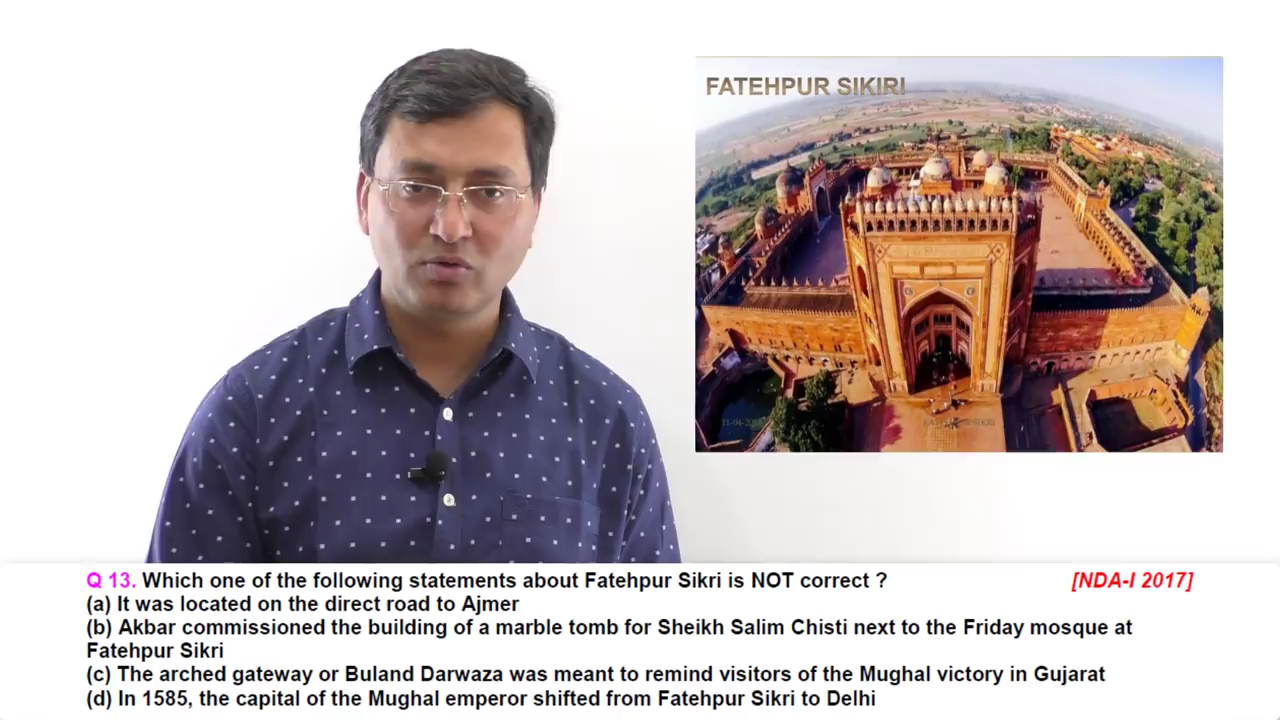 FATEHPUR SIKIRI
FATEHPUR SIKRI
Q 13. Which one of the following statements about Fatehpur Sikri is NOT correct ? [NDA-I 2017]
(a) It was located on the direct road to Ajmer
(b) Akbar commissioned the building of a marble tomb for Sheikh Salim Chisti next to the Friday mosque at
Fatehpur Sikri
(c) The arched gateway or Buland Darwaza was meant to remind visitors of the Mughal victory in Gujarat
(d) In 1585, the capital of the Mughal emperor shifted from Fatehpur Sikri to Delhi